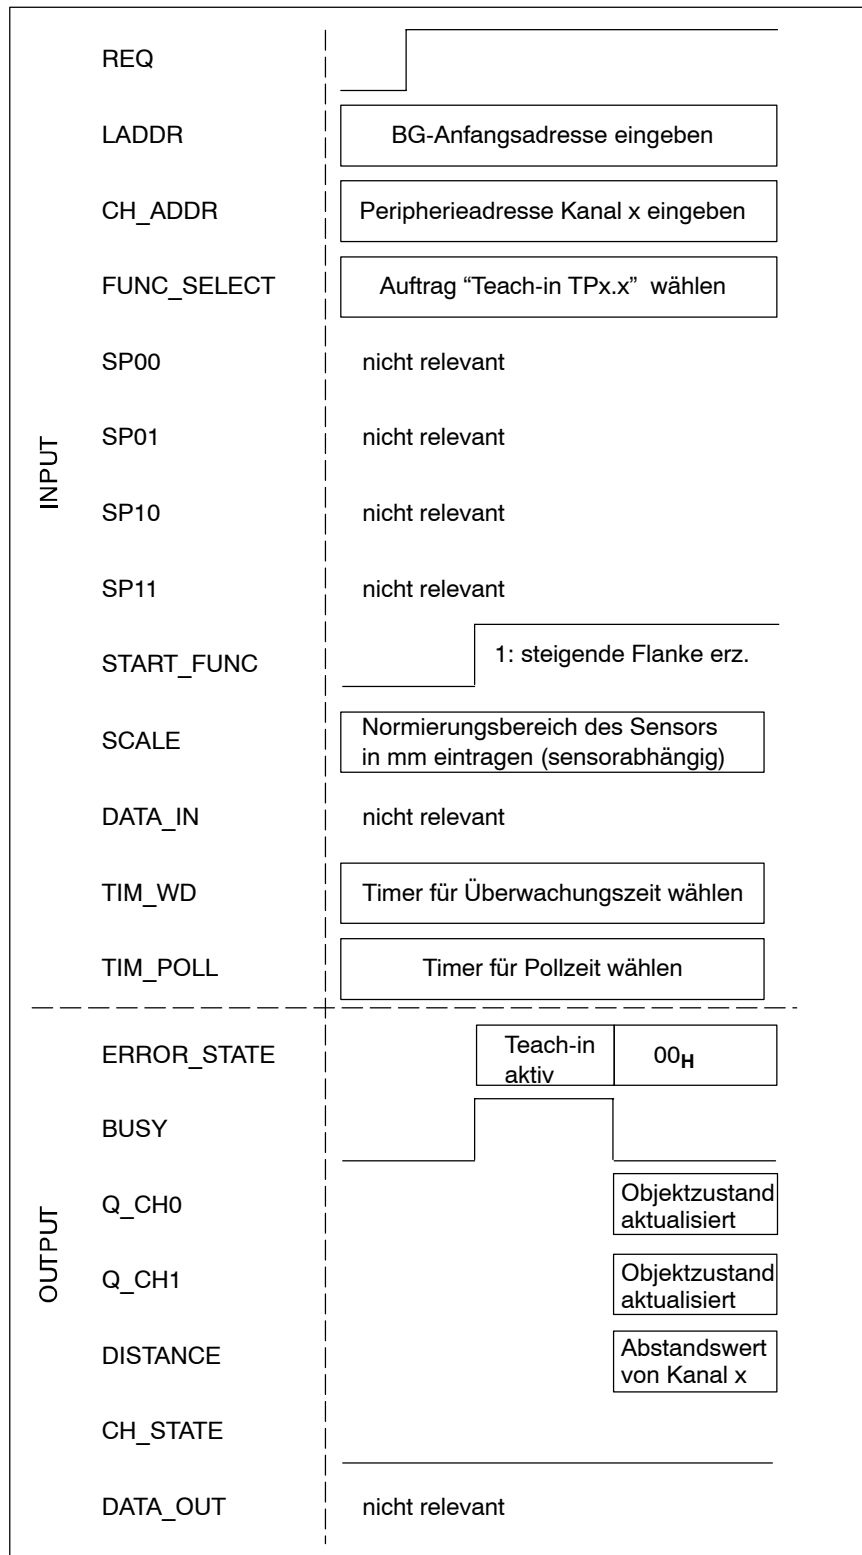 REQ
LADDR BG-Anfangsadresse eingeben
CH_ADDR Peripherieadresse Kanal x eingeben
FUNC_SELECT Auftrag “Teach-in TPx.x” wählen
SP00 nicht relevant
SP01 nicht relevant
INPUT
SP10 nicht relevant
SP11 nicht relevant
START_FUNC 1: steigende Flanke erz.
SCALE Normierungsbereich des Sensors
in mm eintragen (sensorabhängig)
DATA_IN nicht relevant
TIM_WD Timer für Überwachungszeit wählen
TIM_POLL Timer für Pollzeit wählen
ERROR_STATE Teach-in aktiv 00H
BUSY
Q_CH0 Objektzustand
aktualisiert
OUTPUT
Q_CH1 Objektzustand
aktualisiert
DISTANCE Abstandswert
von Kanal x
CH_STATE
DATA_OUT nicht relevant